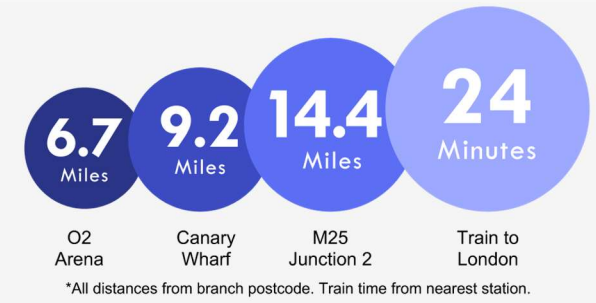 6.7
Miles
9.2
Miles
14.4
Miles
24
Minutes
O2
Arena
Canary
Wharf
M25
Junction 2
Train to
London
*All distances from branch postcode. Train time from nearest station.